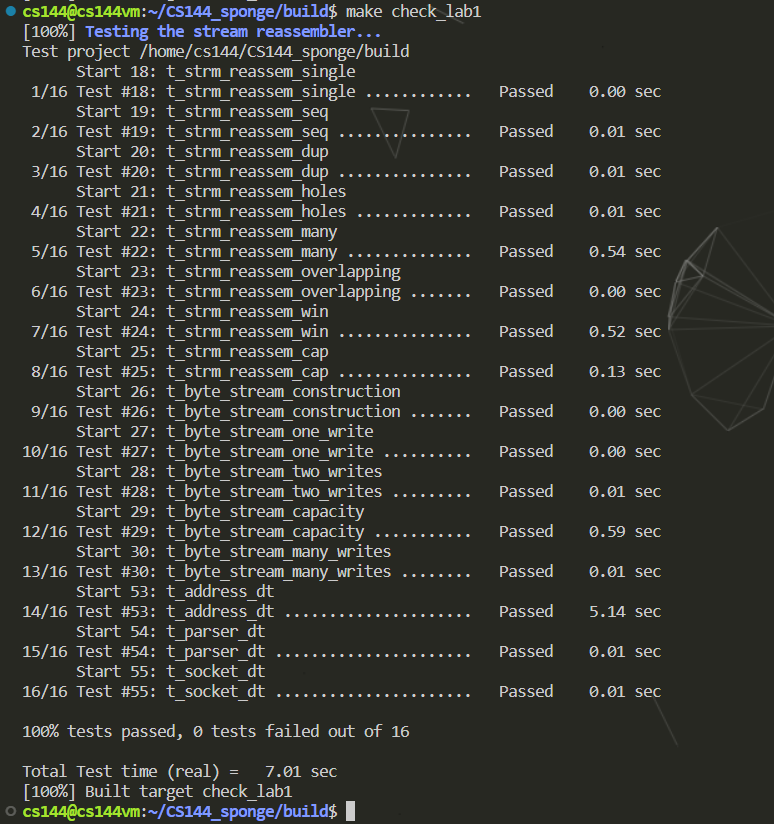 cs144@cs144vm:~/CS144_sponge/build$ make check_lab1
[100%] Testing the stream reassembler...
Test project /home/cs144/CS144_sponge/build
      Start 18: t_strm_reassem_single
 1/16 Test #18: t_strm_reassem_single ............   Passed    0.00 sec
      Start 19: t_strm_reassem_seq
 2/16 Test #19: t_strm_reassem_seq ...............   Passed    0.01 sec
      Start 20: t_strm_reassem_dup
 3/16 Test #20: t_strm_reassem_dup ...............   Passed    0.01 sec
      Start 21: t_strm_reassem_holes
 4/16 Test #21: t_strm_reassem_holes .............   Passed    0.01 sec
      Start 22: t_strm_reassem_many
 5/16 Test #22: t_strm_reassem_many ..............   Passed    0.54 sec
      Start 23: t_strm_reassem_overlapping
 6/16 Test #23: t_strm_reassem_overlapping .......   Passed    0.00 sec
      Start 24: t_strm_reassem_win
 7/16 Test #24: t_strm_reassem_win ...............   Passed    0.52 sec
      Start 25: t_strm_reassem_cap
 8/16 Test #25: t_strm_reassem_cap ...............   Passed    0.13 sec
      Start 26: t_byte_stream_construction
 9/16 Test #26: t_byte_stream_construction .......   Passed    0.00 sec
      Start 27: t_byte_stream_one_write
10/16 Test #27: t_byte_stream_one_write ..........   Passed    0.00 sec
      Start 28: t_byte_stream_two_writes
11/16 Test #28: t_byte_stream_two_writes .........   Passed    0.01 sec
      Start 29: t_byte_stream_capacity
12/16 Test #29: t_byte_stream_capacity ...........   Passed    0.59 sec
      Start 30: t_byte_stream_many_writes
13/16 Test #30: t_byte_stream_many_writes ........   Passed    0.01 sec
      Start 53: t_address_dt
14/16 Test #53: t_address_dt .....................   Passed    5.14 sec
      Start 54: t_parser_dt
15/16 Test #54: t_parser_dt ......................   Passed    0.01 sec
      Start 55: t_socket_dt
16/16 Test #55: t_socket_dt ......................   Passed    0.01 sec
100% tests passed, 0 tests failed out of 16
Total Test time (real) =   7.01 sec
[100%] Built target check_lab1
cs144@cs144vm:~/CS144_sponge/build$